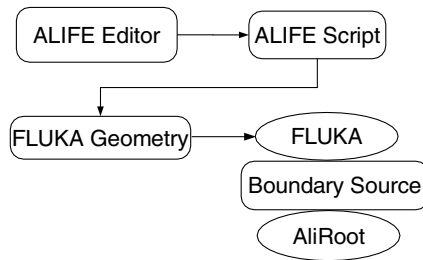 ALIFE Editor
ALIFE Script
FLUKA Geometry
FLUKA
Boundary Source
AliRoot